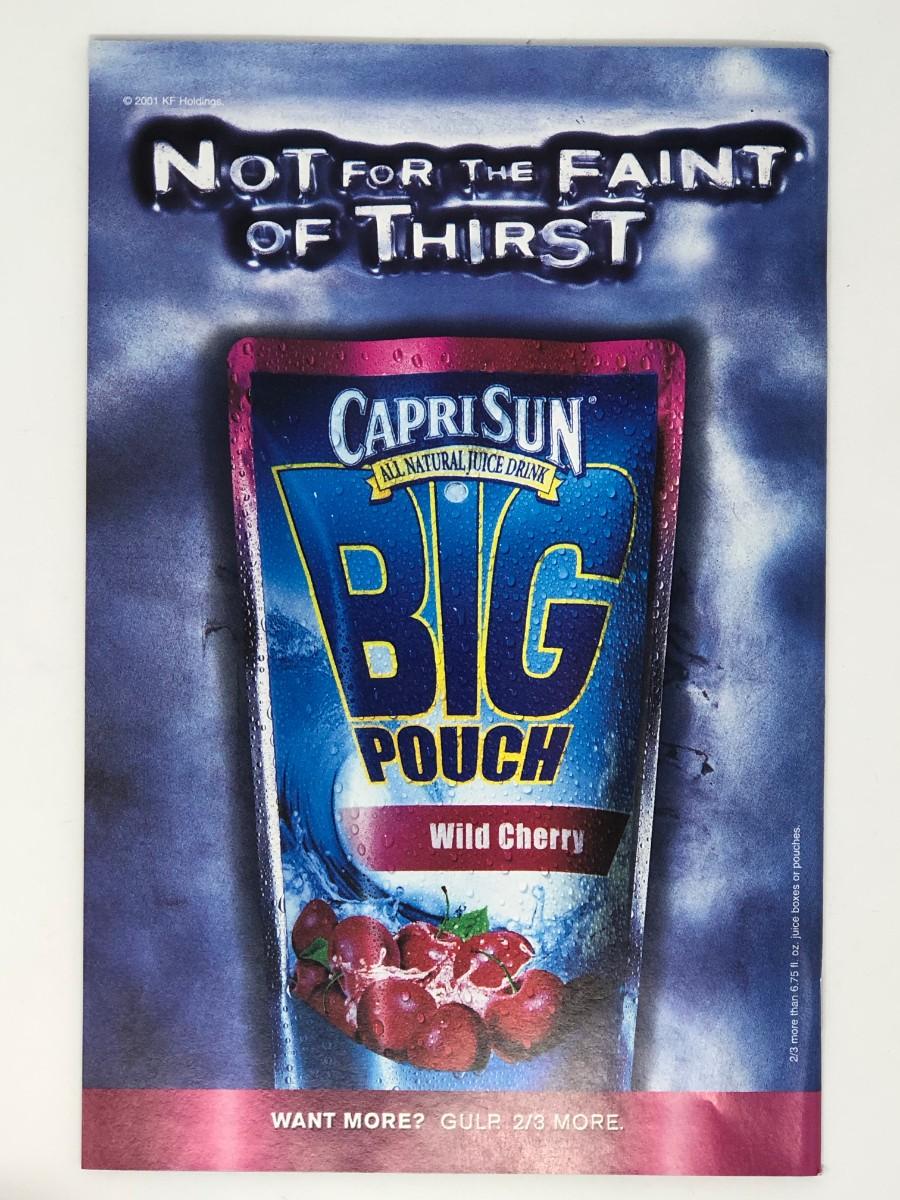 © 2001 KF Holdings.
NOT FOR THE FAINT
OF THIRST
CAPRI SUN®
ALL NATURAL JUICE DRINK
BIG
POUCH
Wild Cherry
2/3 more than 6.75 fl. oz. juice boxes or pouches.
WANT MORE? GULP. 2/3 MORE.